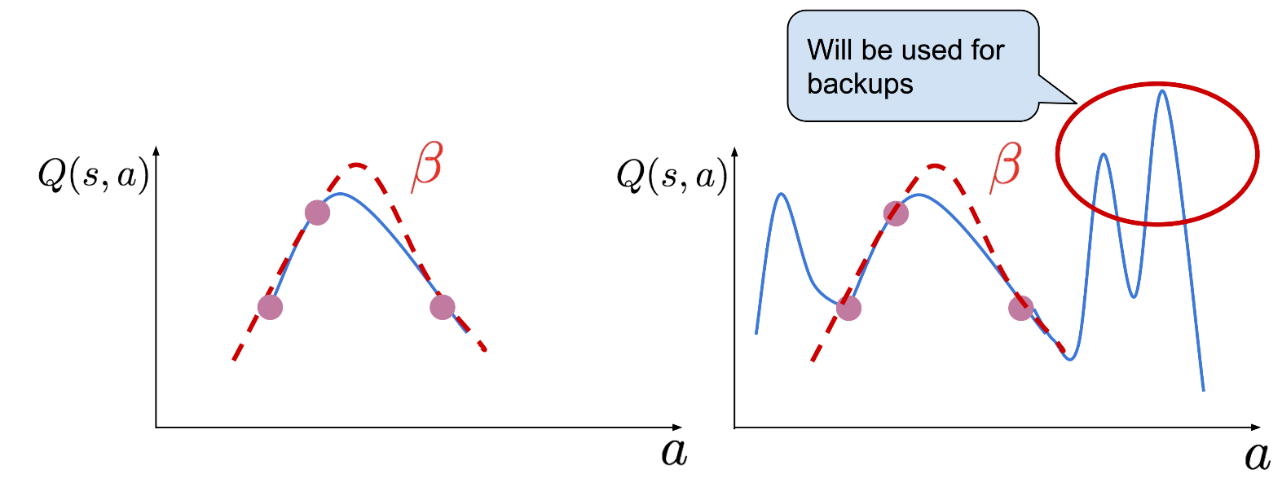 Will be used for
backups
Q(s, a)
β
a
Q(s, a)
β
a